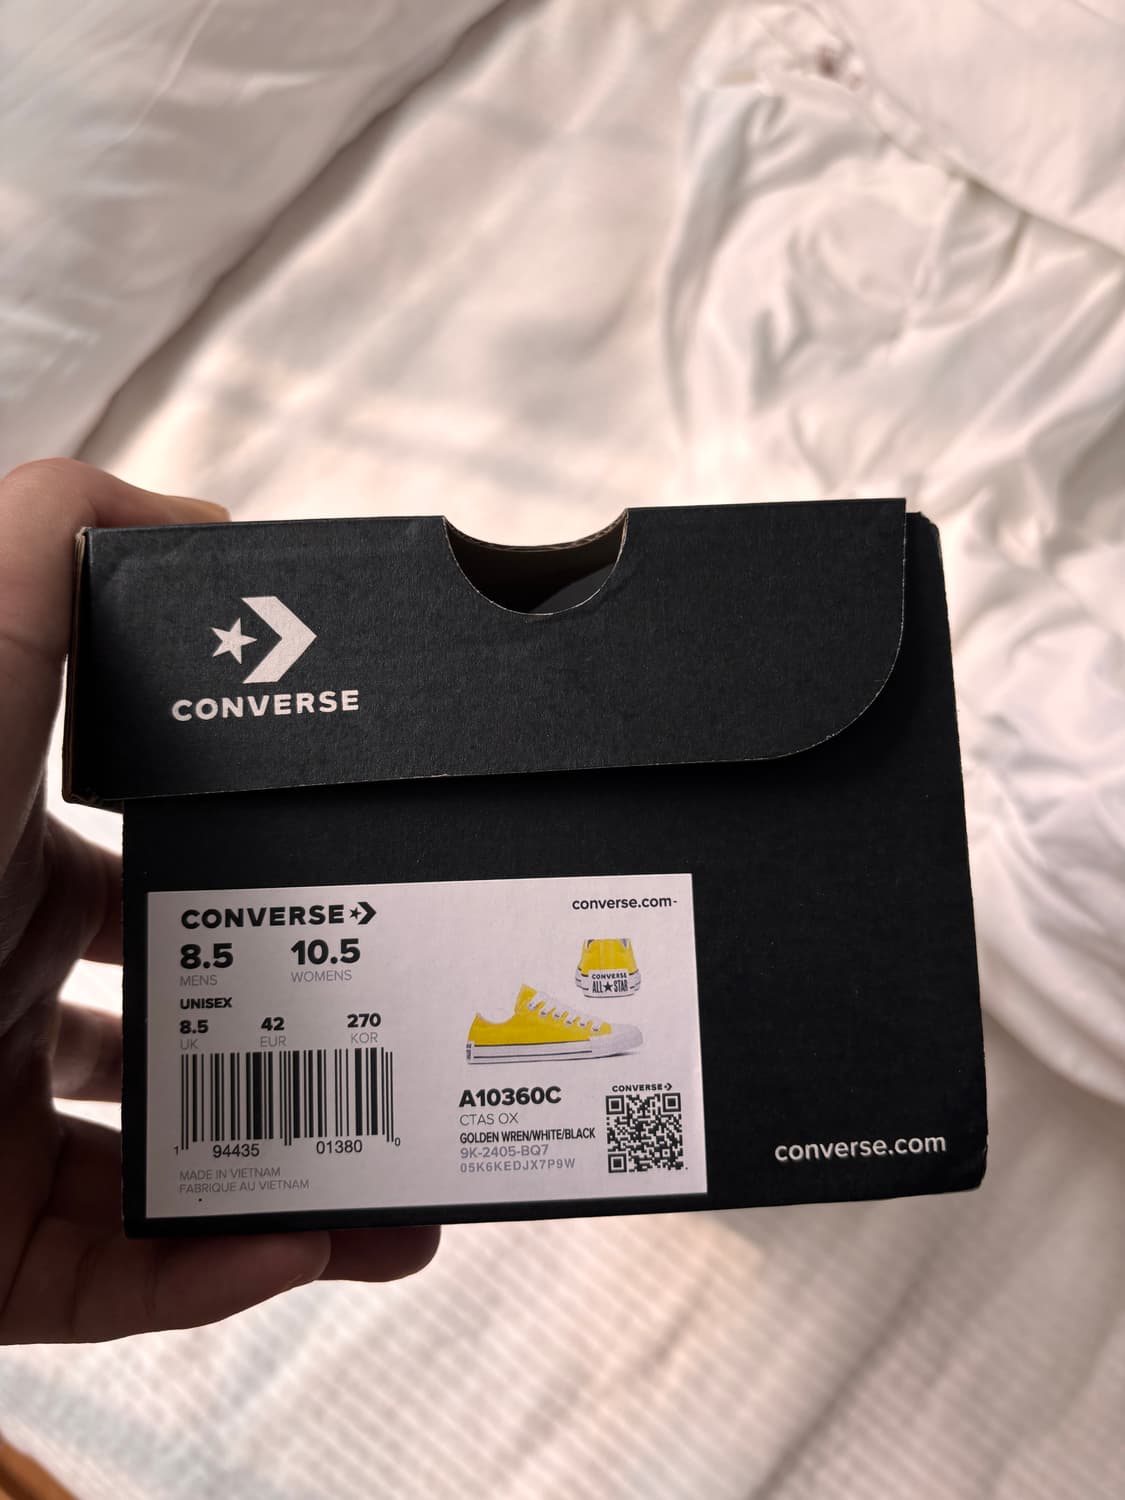 CONVERSE
CONVERSE
converse.com
8.5 10.5
MENS WOMENS
UNISEX
8.5 42 270
UK EUR KOR
CONVERSE
ALL★STAR
1 94435 01380 0
MADE IN VIETNAM
FABRIQUE AU VIETNAM
A10360C
CTAS OX
GOLDEN WREN/WHITE/BLACK
9K-2405-BQ7
05K6KEDJX7P9W
CONVERSE
converse.com